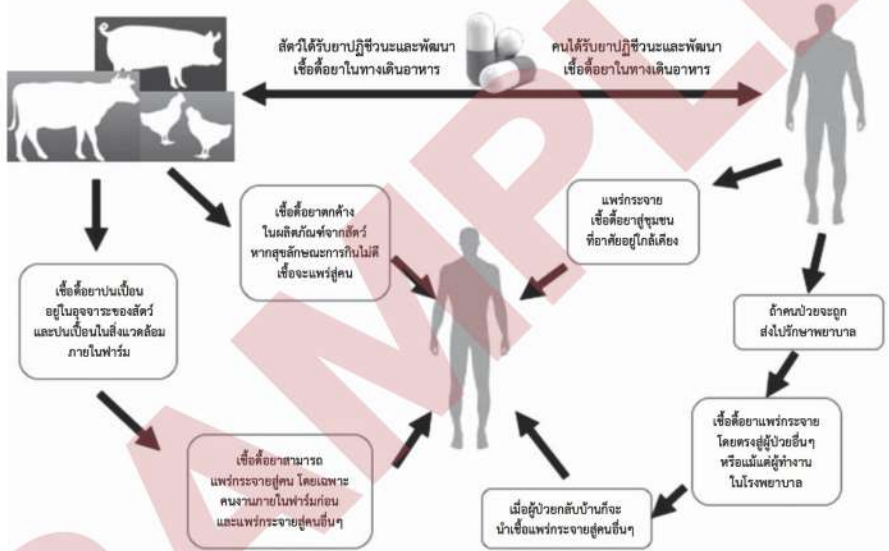 สัตว์ได้รับยาปฏิชีวนะและพัฒนา
เชื้อดื้อยาในทางเดินอาหาร
คนได้รับยาปฏิชีวนะและพัฒนา
เชื้อดื้อยาในทางเดินอาหาร
เชื้อดื้อยาตกค้าง
ในผลิตภัณฑ์จากสัตว์
หากสุขลักษณะการกินไม่ดี
เชื้อจะแพร่สู่คน
แพร่กระจาย
เชื้อดื้อยาสู่ชุมชน
ที่อาศัยอยู่ใกล้เคียง
เชื้อดื้อยาปนเปื้อน
อยู่ในอุจจาระของสัตว์
และปนเปื้อนในสิ่งแวดล้อม
ภายในฟาร์ม
ถ้าคนป่วยจะถูก
ส่งไปรักษาพยาบาล
เชื้อดื้อยาแพร่กระจาย
โดยตรงสู่ผู้ป่วยอื่นๆ
หรือแม้แต่ผู้ทำงาน
ในโรงพยาบาล
เชื้อดื้อยาสามารถ
แพร่กระจายสู่คน โดยเฉพาะ
คนงานภายในฟาร์มก่อน
และแพร่กระจายสู่คนอื่นๆ
เมื่อผู้ป่วยกลับบ้านก็จะ
นำเชื้อแพร่กระจายสู่คนอื่นๆ
SAMPLE